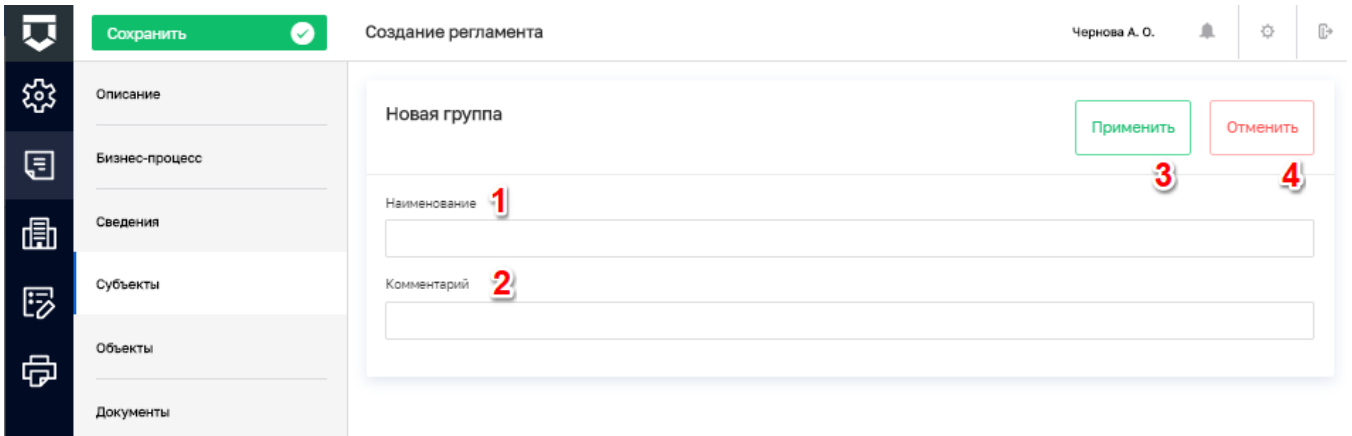 Сохранить
Создание регламента
Чернова А. О.
Описание
Бизнес-процесс
Сведения
Субъекты
Объекты
Документы
Новая группа
Применить
Отменить
3
4
Наименование 1
Комментарий 2